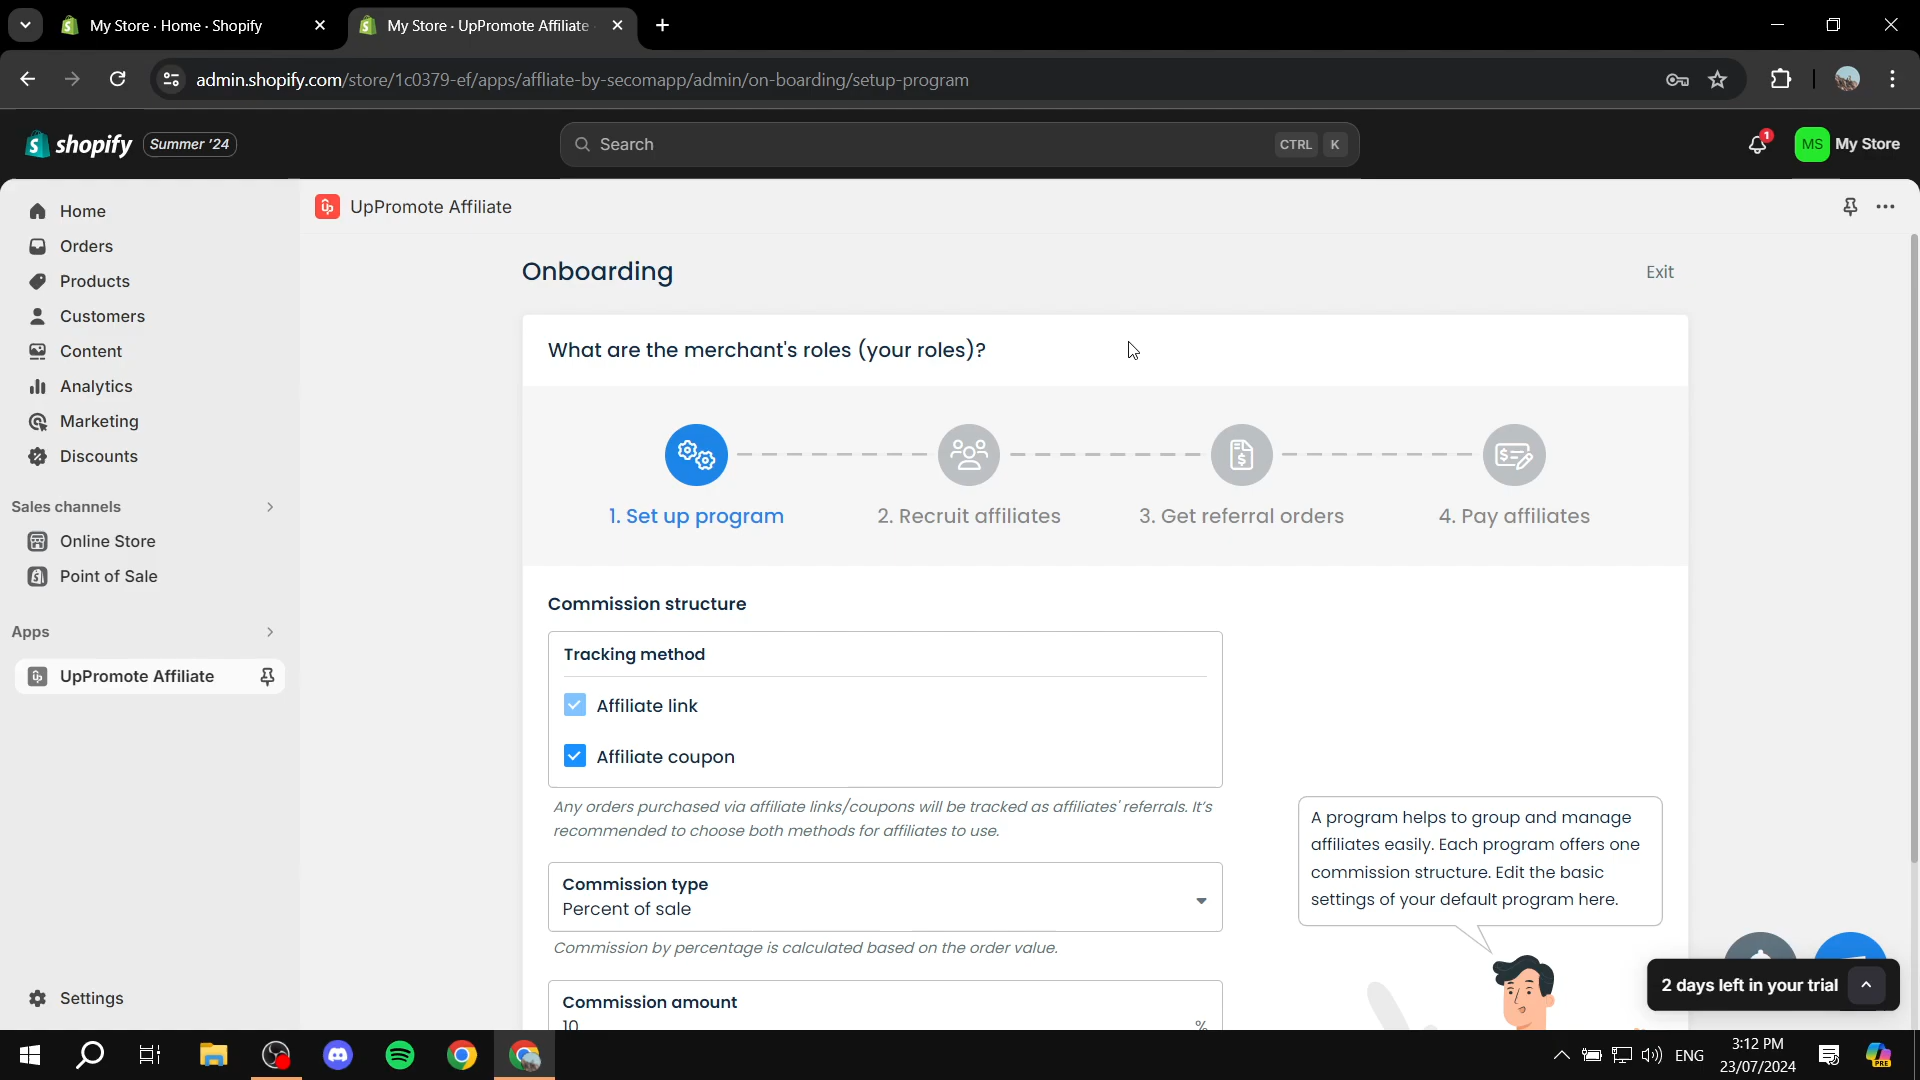 My Store · Home · Shopify
My Store · UpPromote Affiliate
admin.shopify.com/store/1c0379-ef/apps/affliate-by-secomapp/admin/on-boarding/setup-program
shopify
Summer '24
Search
CTRL
K
1
MS
My Store
Home
Orders
Products
Customers
Content
Analytics
Marketing
Discounts
Sales channels
Online Store
Point of Sale
Apps
UpPromote Affiliate
Settings
UpPromote Affiliate
Onboarding
Exit
What are the merchant's roles (your roles)?
1. Set up program
2. Recruit affiliates
3. Get referral orders
4. Pay affiliates
Commission structure
Tracking method
Affiliate link
Affiliate coupon
Any orders purchased via affiliate links/coupons will be tracked as affiliates' referrals. It's
recommended to choose both methods for affiliates to use.
Commission type
Percent of sale
Commission by percentage is calculated based on the order value.
Commission amount
10
%
A program helps to group and manage
affiliates easily. Each program offers one
commission structure. Edit the basic
settings of your default program here.
2 days left in your trial
ENG
3:12 PM
23/07/2024
PRE